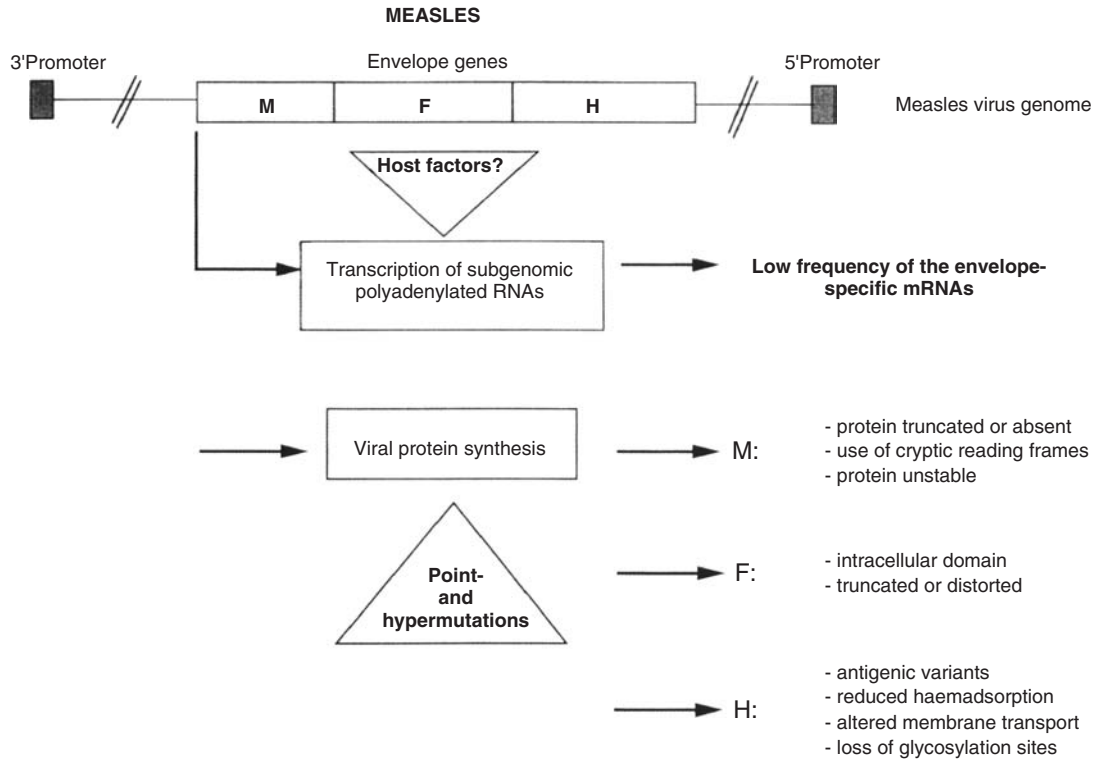 MEASLES
3'Promoter
Envelope genes
5'Promoter
M
F
H
Measles virus genome
Host factors?
Transcription of subgenomic
polyadenylated RNAs
Low frequency of the envelope-
specific mRNAs
Viral protein synthesis
M:
- protein truncated or absent
- use of cryptic reading frames
- protein unstable
Point-
and
hypermutations
F:
- intracellular domain
- truncated or distorted
H:
- antigenic variants
- reduced haemadsorption
- altered membrane transport
- loss of glycosylation sites